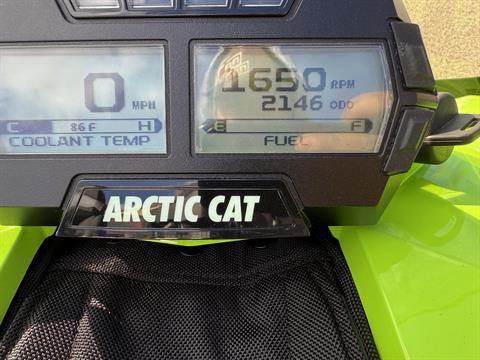 0 MPH
C 86 F H
COOLANT TEMP
1650 RPM
2146 ODO
E F
FUEL
ARCTIC CAT